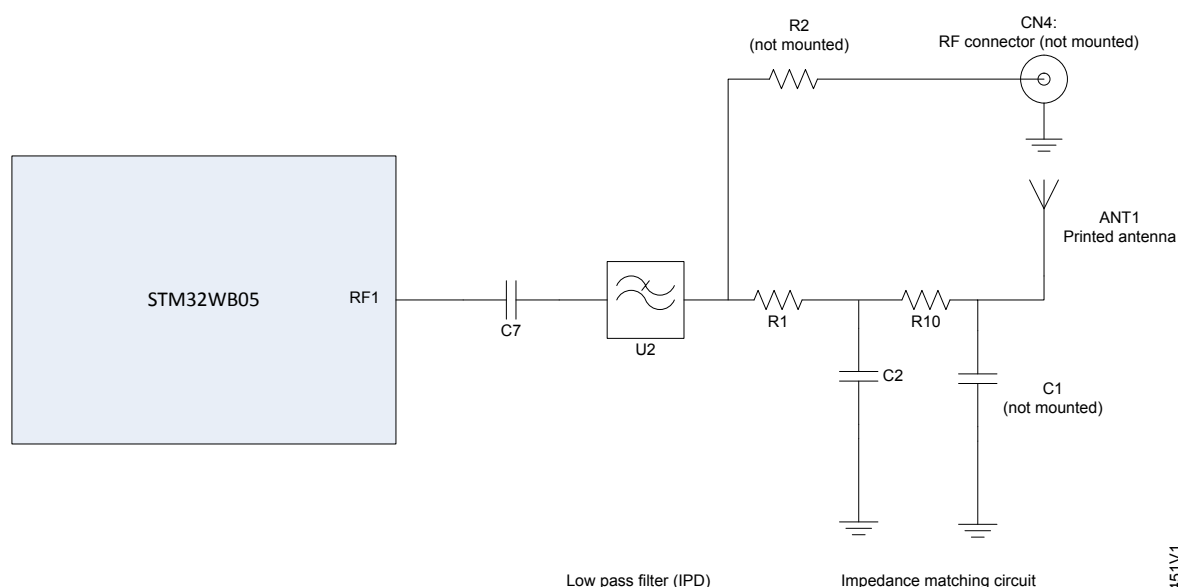 R2
(not mounted)
CN4:
RF connector (not mounted)
ANT1
Printed antenna
STM32WB05
RF1
C7
U2
R1
R10
C2
C1
(not mounted)
Low pass filter (IPD)
Impedance matching circuit